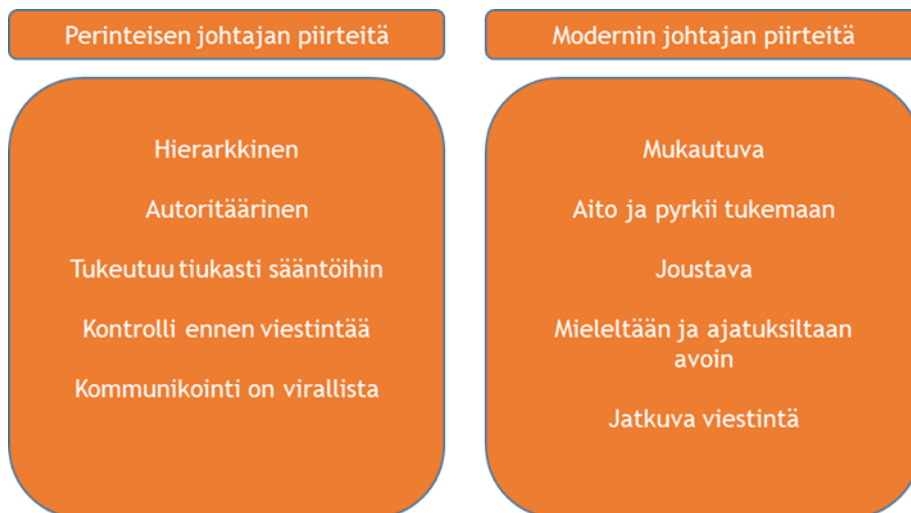 Perinteisen johtajan piirteitä
Hierarkkinen
Autoritäärinen
Tukeutuu tiukasti sääntöihin
Kontrolli ennen viestintää
Kommunikointi on virallista
Modernin johtajan piirteitä
Mukautuva
Aito ja pyrkii tukemaan
Joustava
Mieleltään ja ajatuksiltaan
avoin
Jatkuva viestintä